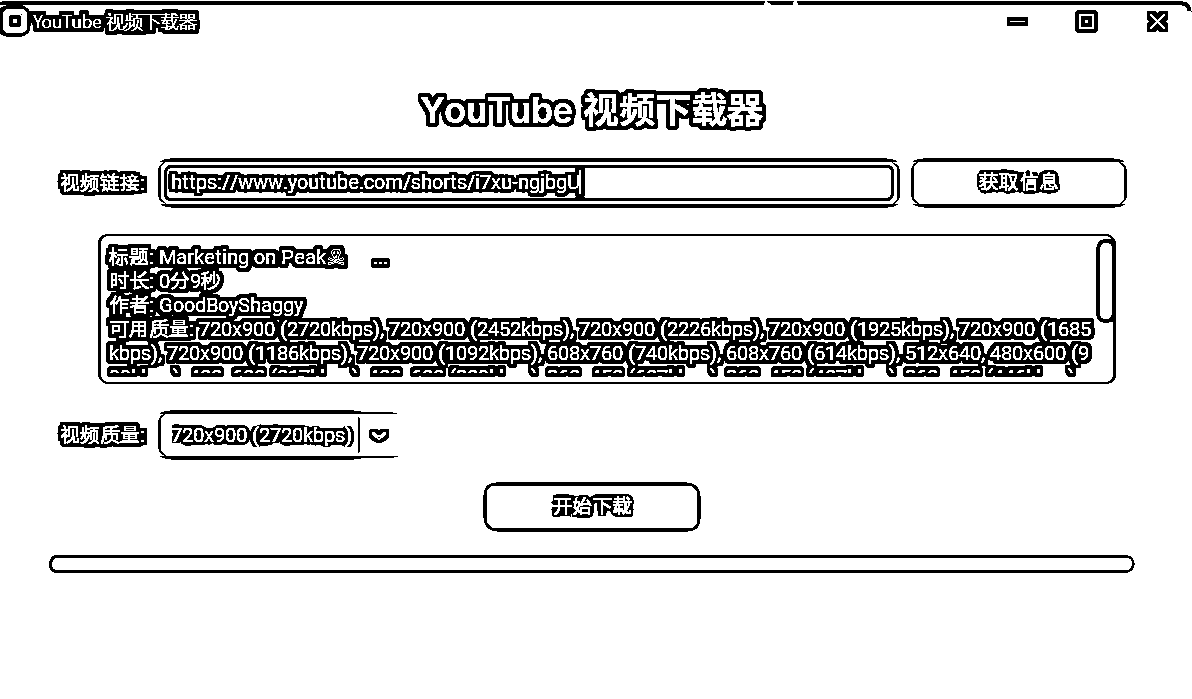 YouTube 视频下载器
YouTube 视频下载器
视频链接: https://www.youtube.com/shorts/i7xu-ngjbgU 获取信息
标题: Marketing on Peak☠ ...
时长: 0分9秒
作者: GoodBoyShaggy
可用质量: 720x900 (2720kbps), 720x900 (2452kbps), 720x900 (2226kbps), 720x900 (1925kbps), 720x900 (1685
kbps), 720x900 (1186kbps), 720x900 (1092kbps), 608x760 (740kbps), 608x760 (614kbps), 512x640, 480x600 (9
视频质量: 720x900 (2720kbps)
开始下载